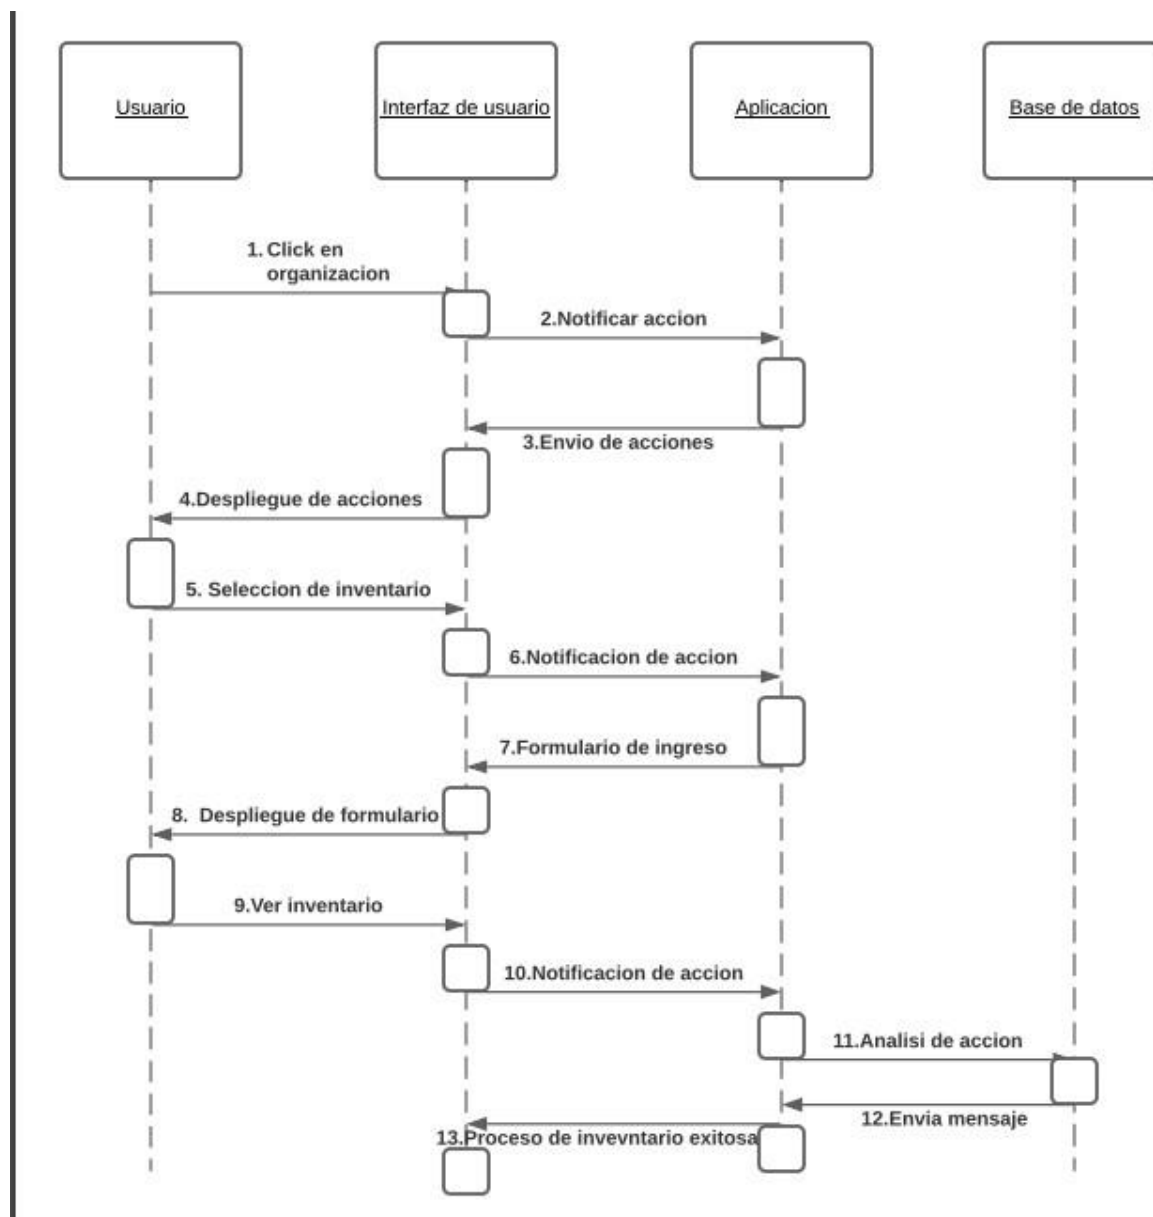 Usuario
Interfaz de usuario
Aplicacion
Base de datos
1. Click en
organizacion
2.Notificar accion
3.Envio de acciones
4.Despliegue de acciones
5. Seleccion de inventario
6.Notificacion de accion
7.Formulario de ingreso
8. Despliegue de formulario
9.Ver inventario
10.Notificacion de accion
11.Analisi de accion
12.Envia mensaje
13.Proceso de invevntario exitosa